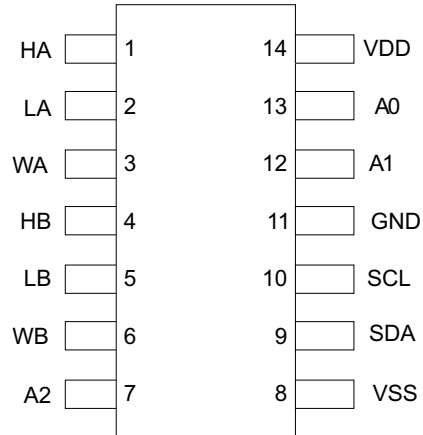 HA 1 14 VDD
LA 2 13 A0
WA 3 12 A1
HB 4 11 GND
LB 5 10 SCL
WB 6 9 SDA
A2 7 8 VSS